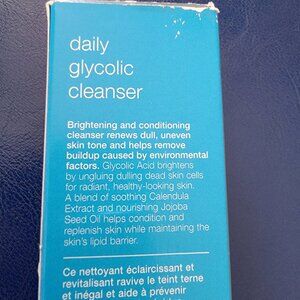 daily
glycolic
cleanser
Brightening and conditioning
cleanser renews dull, uneven
skin tone and helps remove
buildup caused by environmental
factors. Glycolic Acid brightens
by ungluing dulling dead skin cells
for radiant, healthy-looking skin.
A blend of soothing Calendula
Extract and nourishing Jojoba
Seed Oil helps condition and
replenish skin while maintaining the
skin's lipid barrier.
Ce nettoyant éclaircissant et
revitalisant ravive le teint terne
et inégal et aide à prévenir